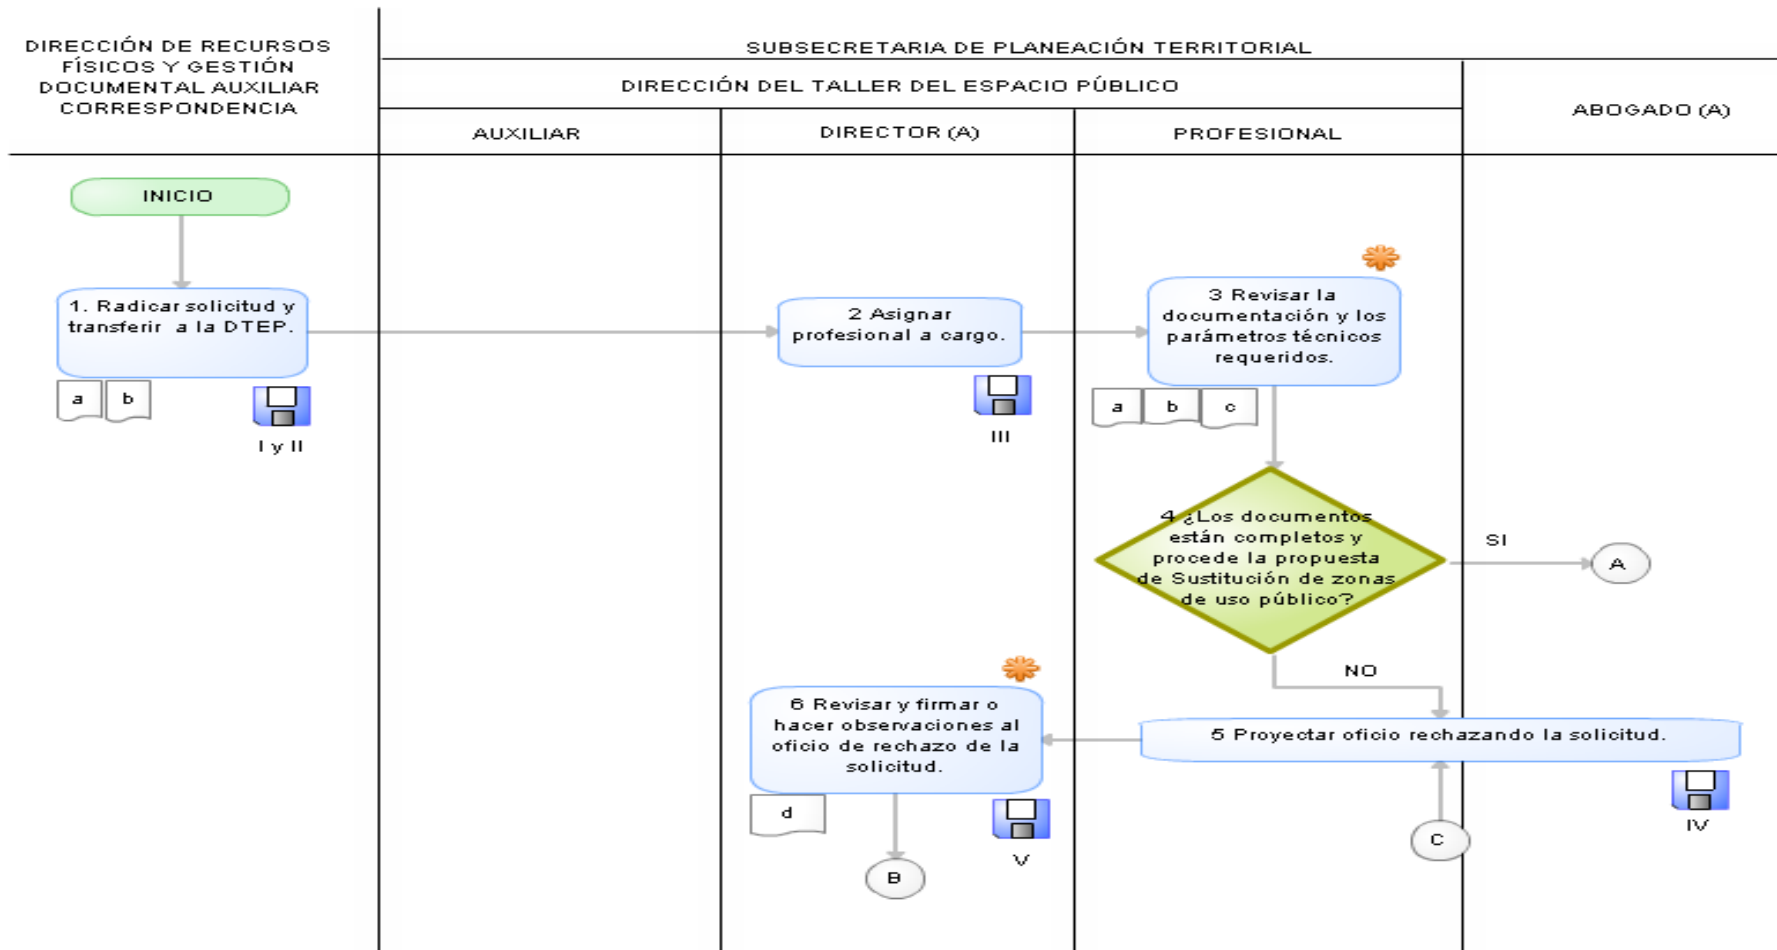 DIRECCIÓN DE RECURSOS
FÍSICOS Y GESTIÓN
DOCUMENTAL AUXILIAR
CORRESPONDENCIA
SUBSECRETARIA DE PLANEACIÓN TERRITORIAL
DIRECCIÓN DEL TALLER DEL ESPACIO PÚBLICO
ABOGADO (A)
AUXILIAR
DIRECTOR (A)
PROFESIONAL
INICIO
1. Radicar solicitud y
transferir a la DTEP.
a
b
I y II
2 Asignar
profesional a cargo.
III
3 Revisar la
documentación y los
parámetros técnicos
requeridos.
a
b
c
4 ¿Los documentos
están completos y
procede la propuesta
de Sustitución de zonas
de uso público?
SI
A
NO
5 Proyectar oficio rechazando la solicitud.
IV
C
6 Revisar y firmar o
hacer observaciones al
oficio de rechazo de la
solicitud.
d
V
B